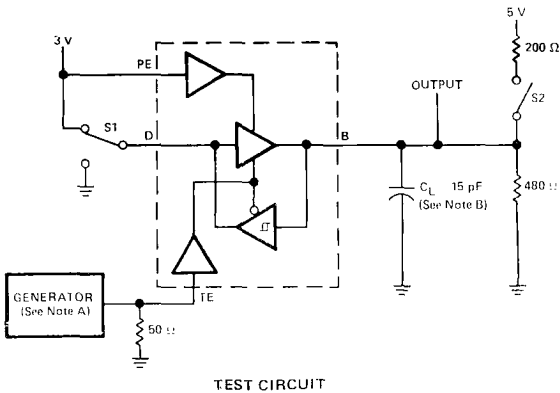 5 V
3 V
200 Ω
PE
OUTPUT
S2
S1
D
B
CL 15 pF
(See Note B)
480 Ω
GENERATOR
(See Note A)
TE
50 Ω
TEST CIRCUIT